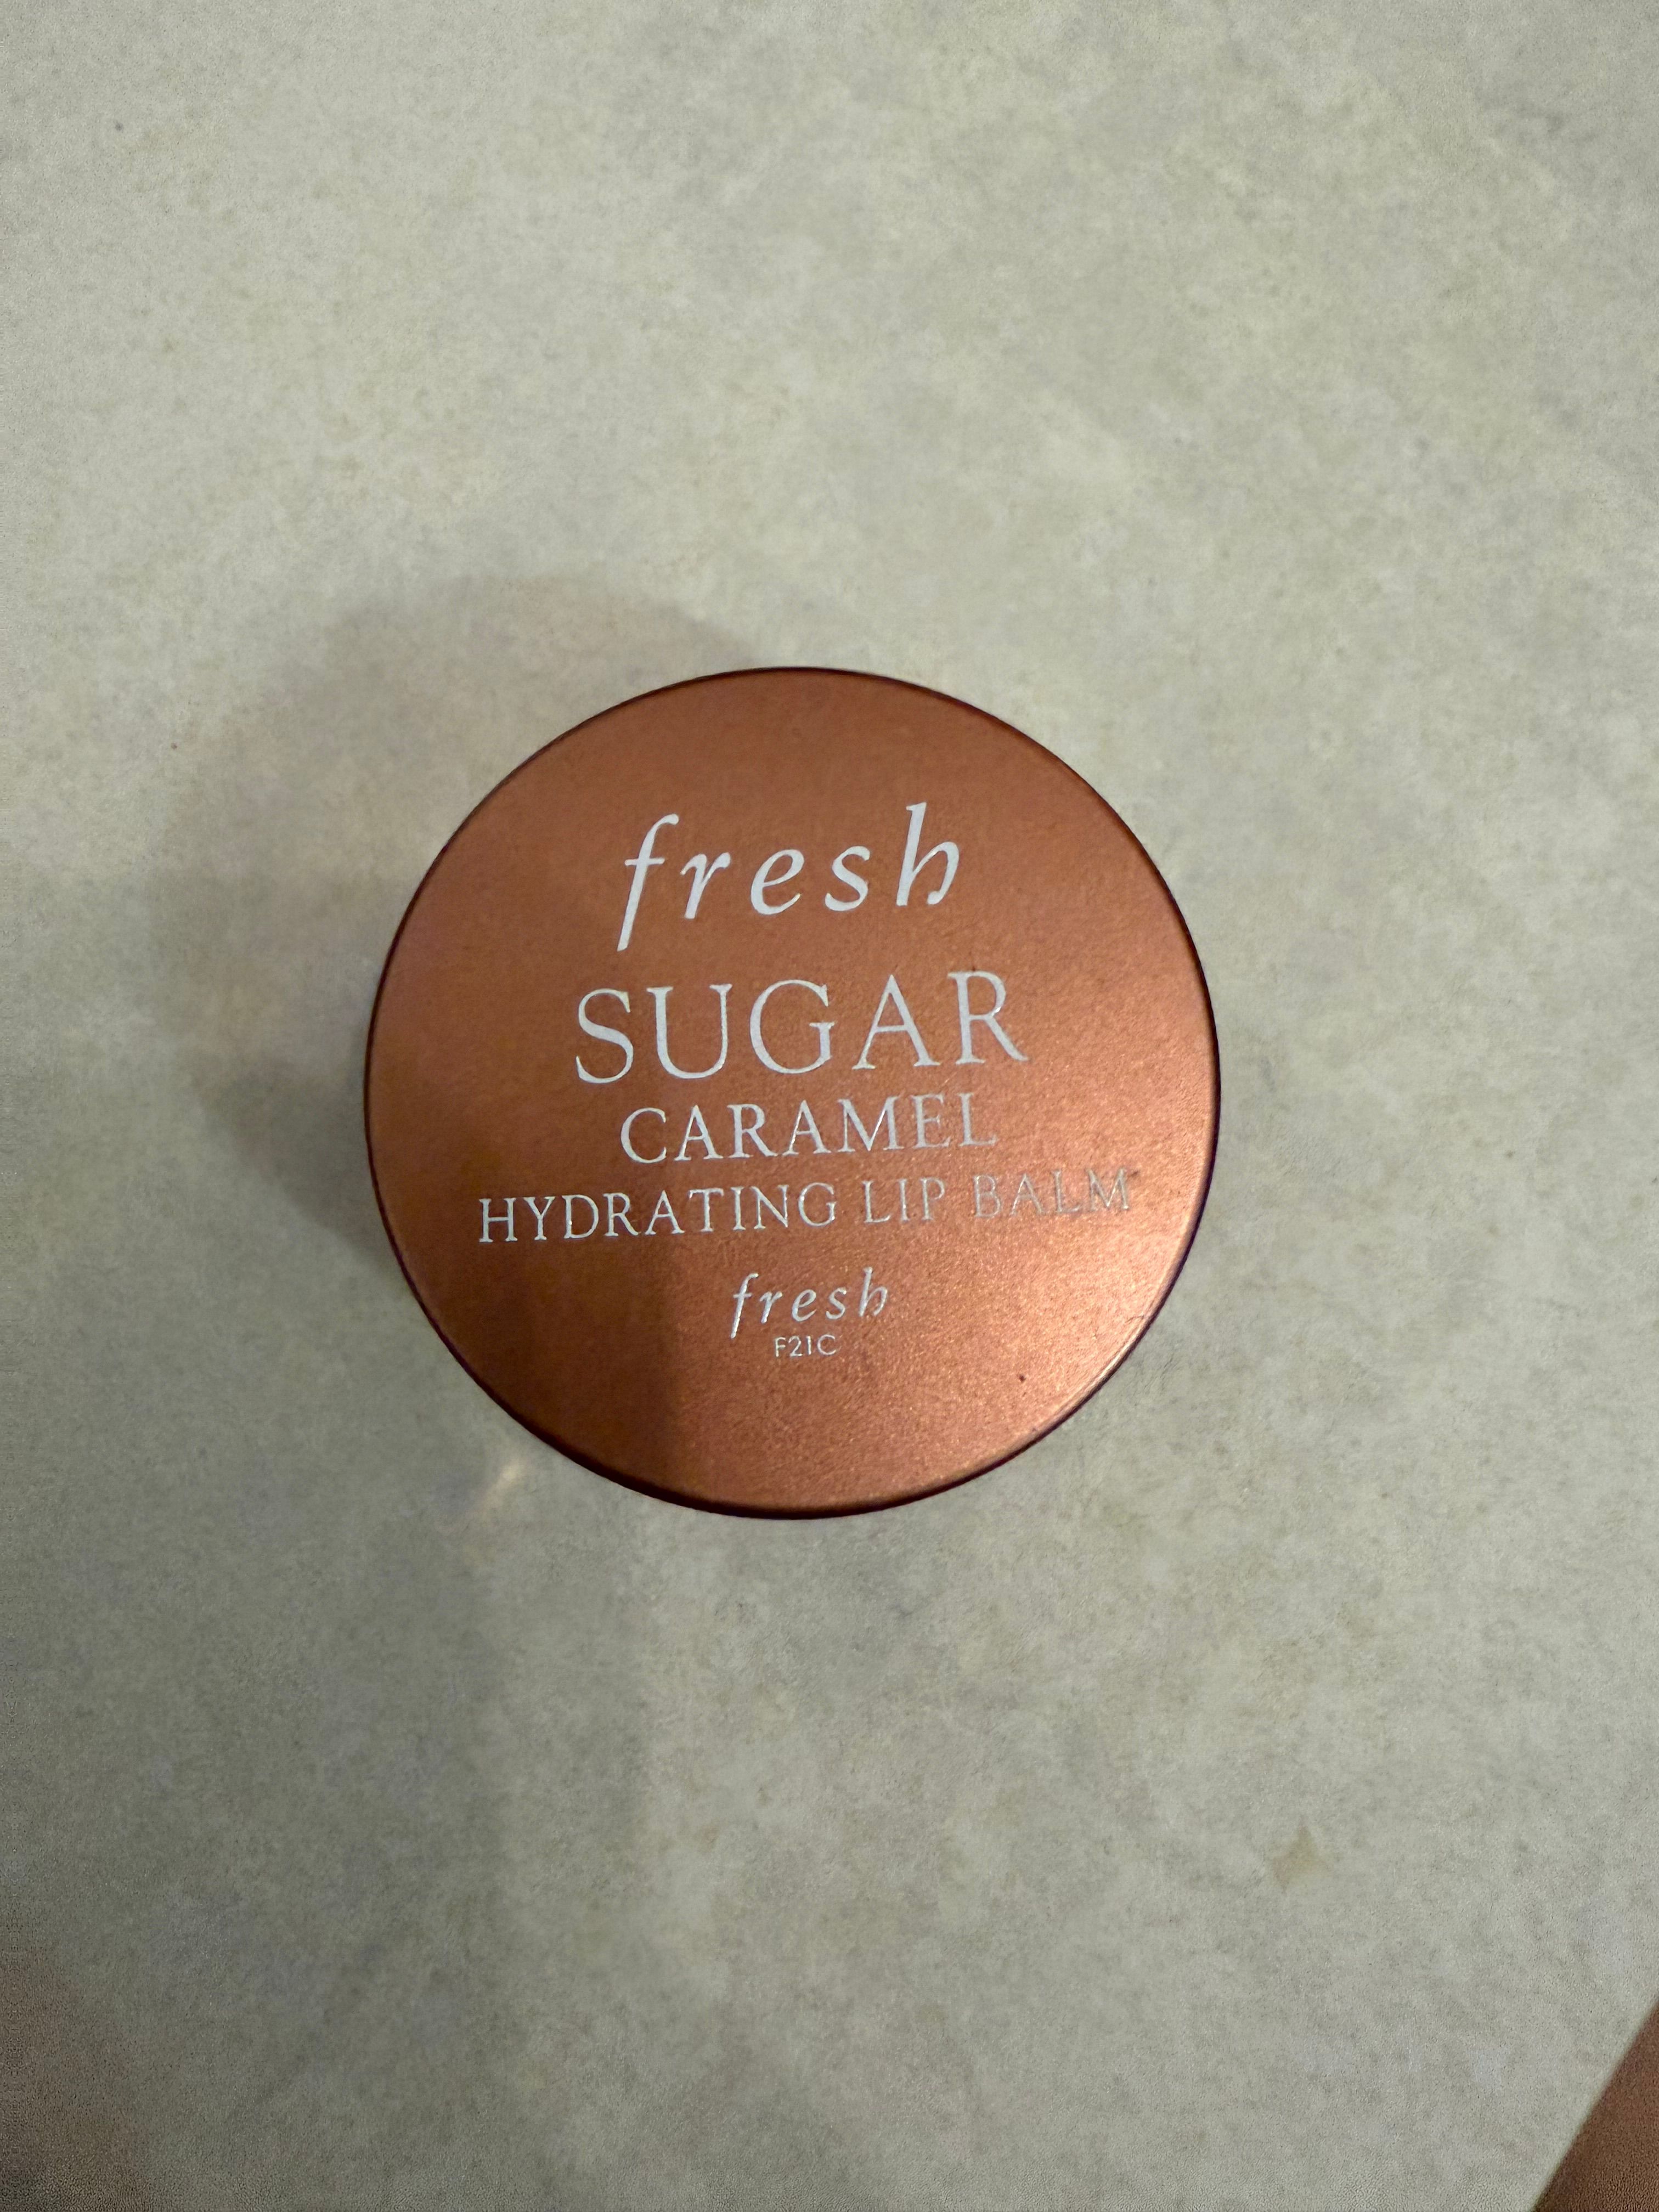 fresh
SUGAR
CARAMEL
HYDRATING LIP BALM
fresh
F21C